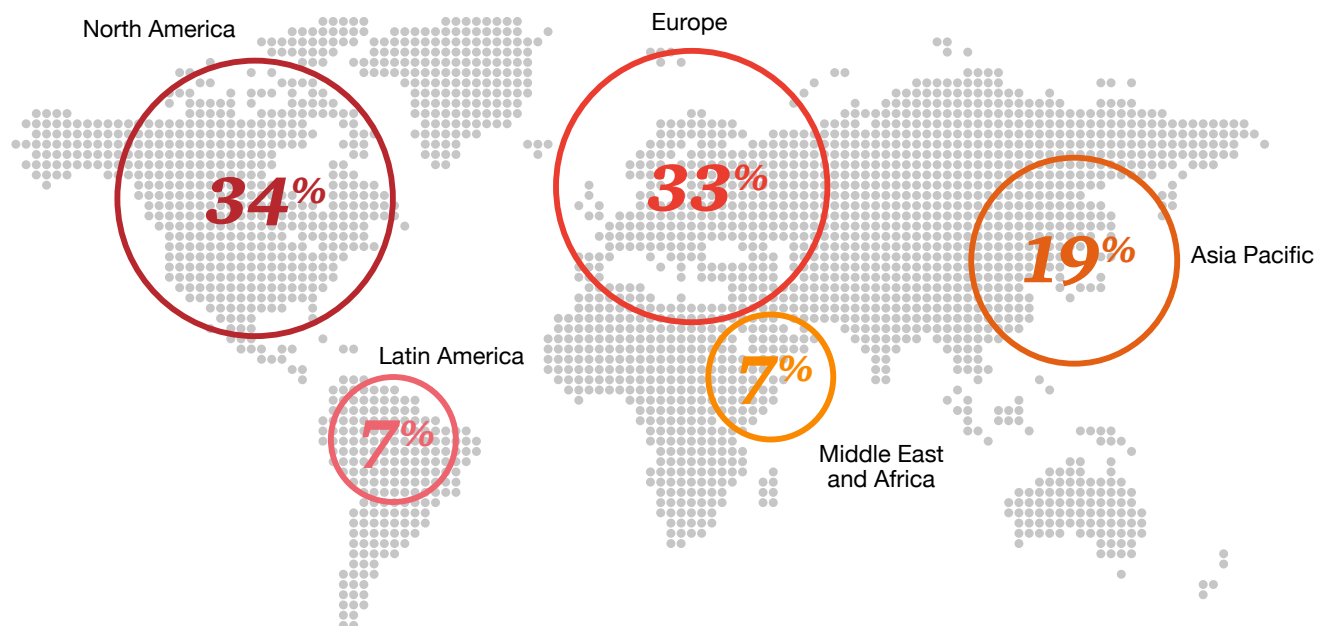 North America
34%
Europe
33%
19%
Asia Pacific
Latin America
7%
7%
Middle East
and Africa